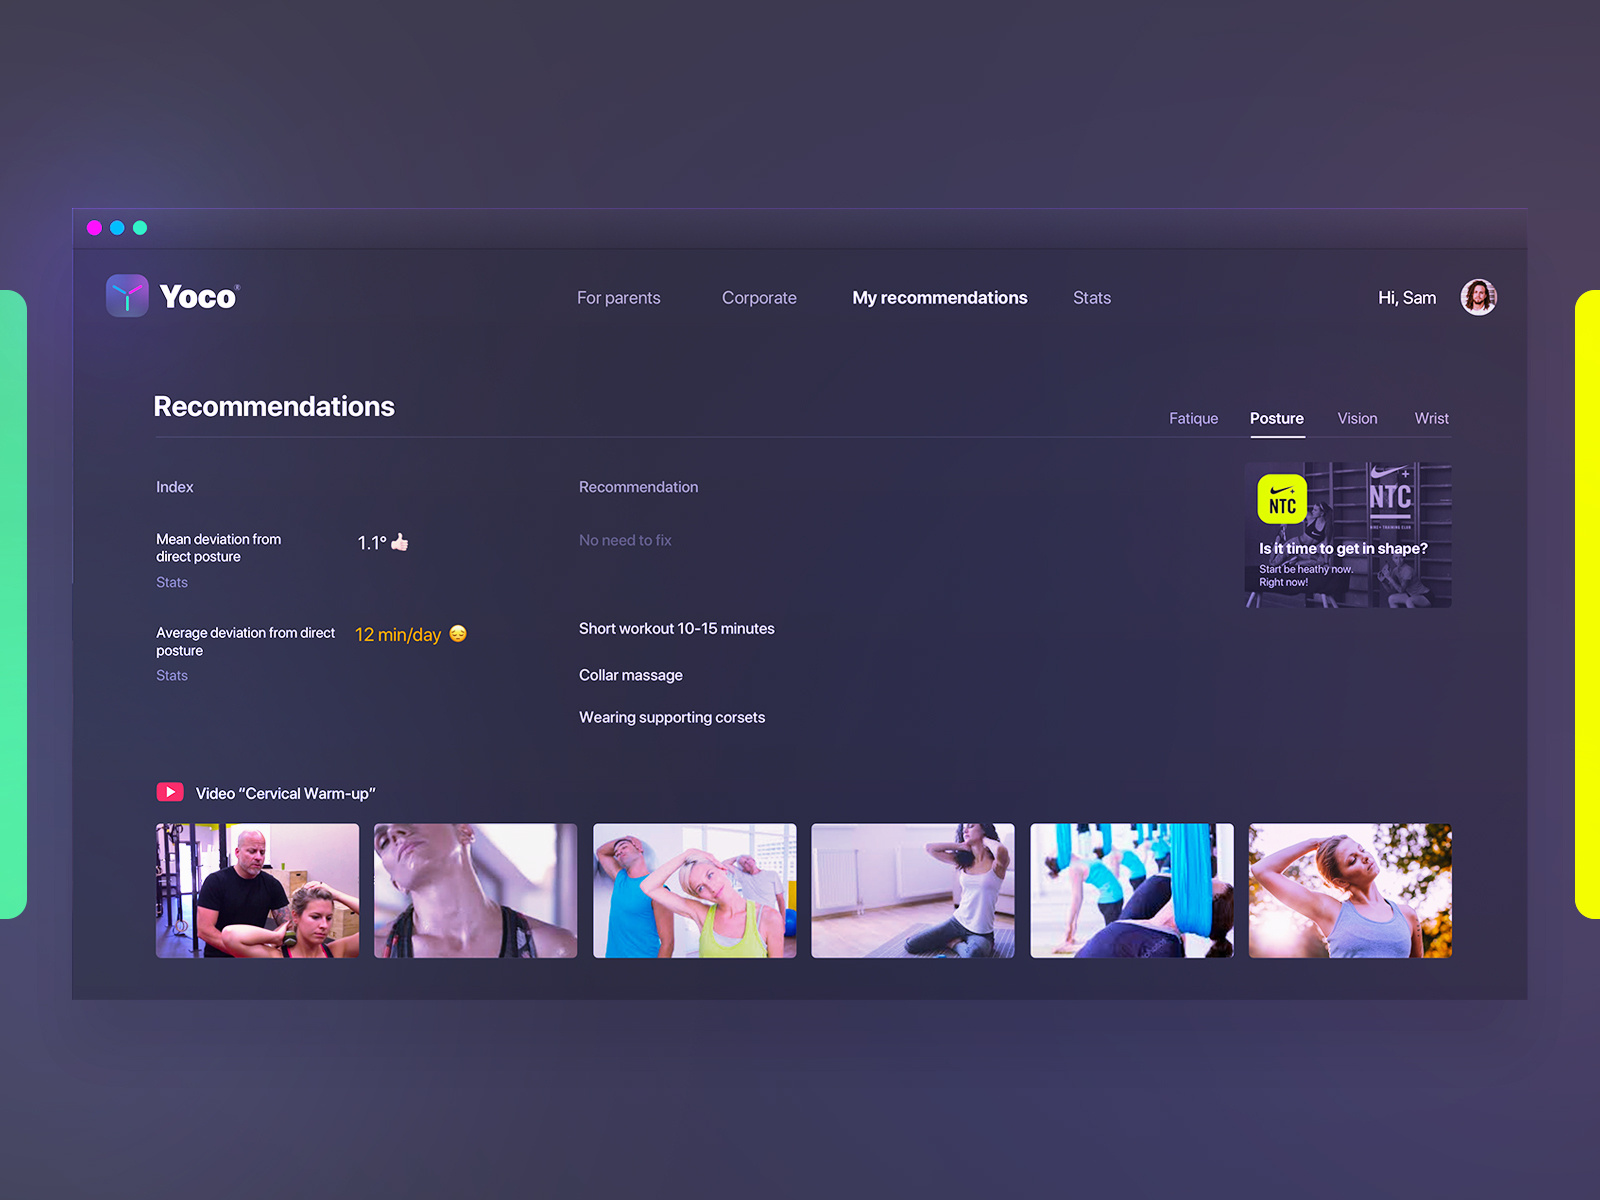 Yoco®
For parents
Corporate
My recommendations
Stats
Hi, Sam
Recommendations
Fatique
Posture
Vision
Wrist
Index
Recommendation
Mean deviation from
direct posture
1.1°
Stats
No need to fix
Average deviation from direct
posture
12 min/day
Stats
Short workout 10-15 minutes
Collar massage
Wearing supporting corsets
NTC
NTC
NIKE + TRAINING CLUB
Is it time to get in shape?
Start be heathy now.
Right now!
Video “Cervical Warm-up”